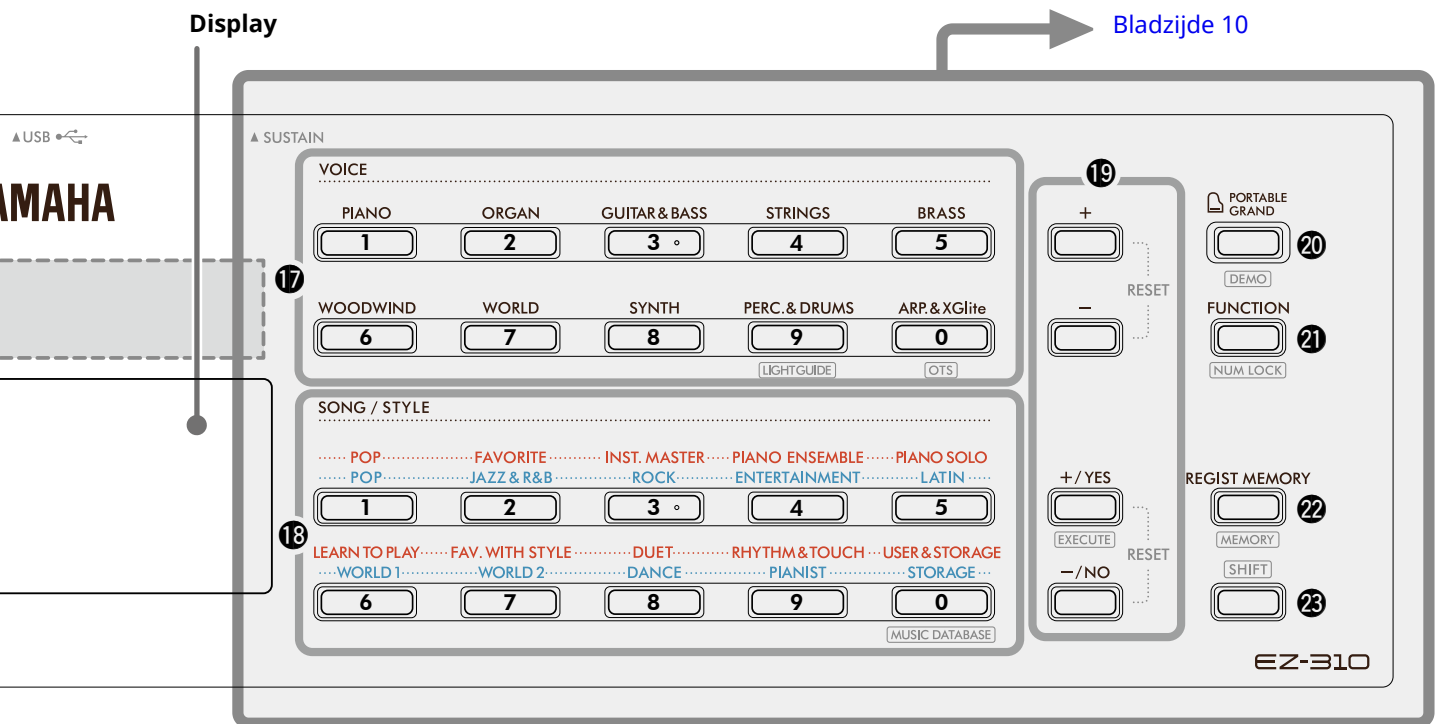 Display
Bladzijde 10
▲USB
▲ SUSTAIN
AMAHA
⓱
VOICE
PIANO ORGAN GUITAR & BASS STRINGS BRASS
1 2 3 4 5
WOODWIND WORLD SYNTH PERC. & DRUMS ARP. & XGlite
6 7 8 9 0
LIGHTGUIDE OTS
⓲
SONG / STYLE
POP FAVORITE INST. MASTER PIANO ENSEMBLE PIANO SOLO
POP JAZZ & R&B ROCK ENTERTAINMENT LATIN
1 2 3 4 5
LEARN TO PLAY FAV. WITH STYLE DUET RHYTHM & TOUCH USER & STORAGE
WORLD 1 WORLD 2 DANCE PIANIST STORAGE
6 7 8 9 0
MUSIC DATABASE
⓳
+
RESET
−
+/YES
EXECUTE
RESET
−/NO
PORTABLE
GRAND
⓴
DEMO
FUNCTION
㉑
NUM LOCK
REGIST MEMORY
㉒
MEMORY
SHIFT
㉓
EZ-310